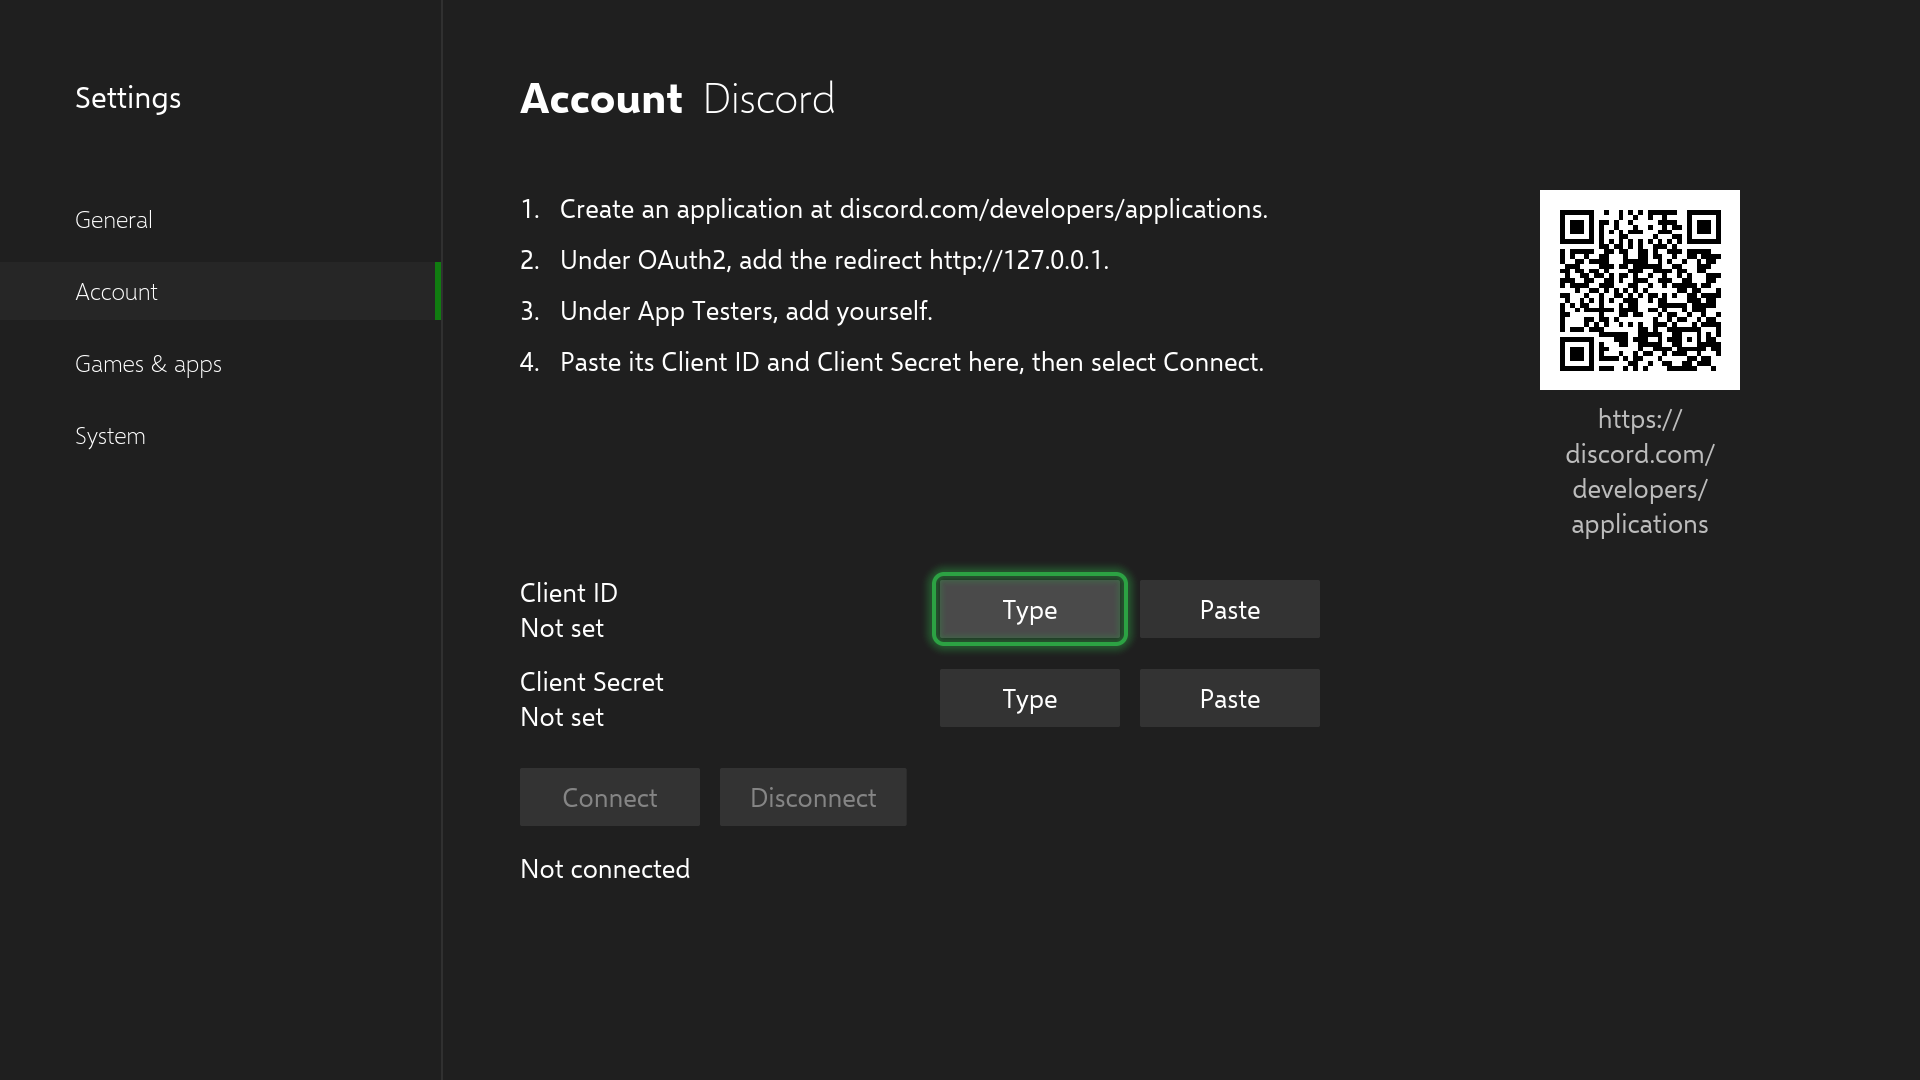 Settings
General
Account
Games & apps
System
Account Discord
1. Create an application at discord.com/developers/applications.
2. Under OAuth2, add the redirect http://127.0.0.1.
3. Under App Testers, add yourself.
4. Paste its Client ID and Client Secret here, then select Connect.
https://
discord.com/
developers/
applications
Client ID
Not set
Type Paste
Client Secret
Not set
Type Paste
Connect Disconnect
Not connected